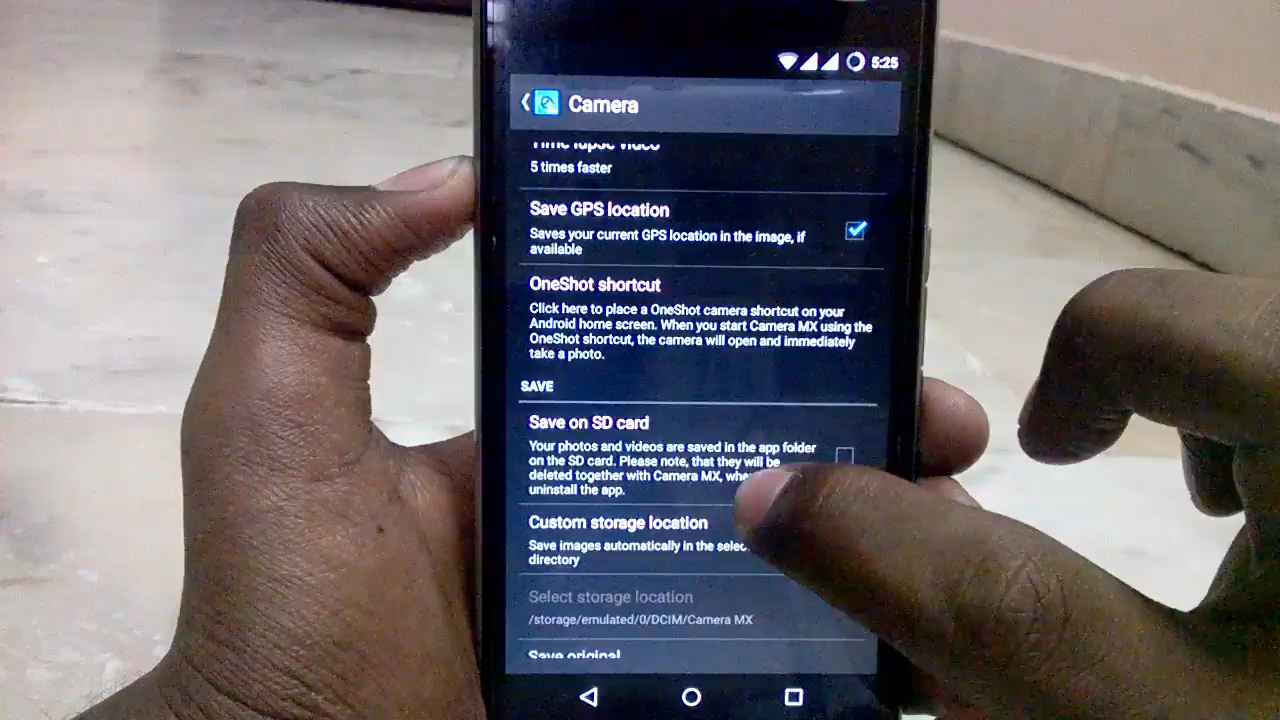 5:25
Camera
Time lapse video
5 times faster
Save GPS location
Saves your current GPS location in the image, if
available
OneShot shortcut
Click here to place a OneShot camera shortcut on your
Android home screen. When you start Camera MX using the
OneShot shortcut, the camera will open and immediately
take a photo.
SAVE
Save on SD card
Your photos and videos are saved in the app folder
on the SD card. Please note, that they will be
deleted together with Camera MX,
uninstall the app.
Custom storage location
Save images automatically in the
directory
Select storage location
/storage/emulated/0/DCIM/Camera MX
Save original